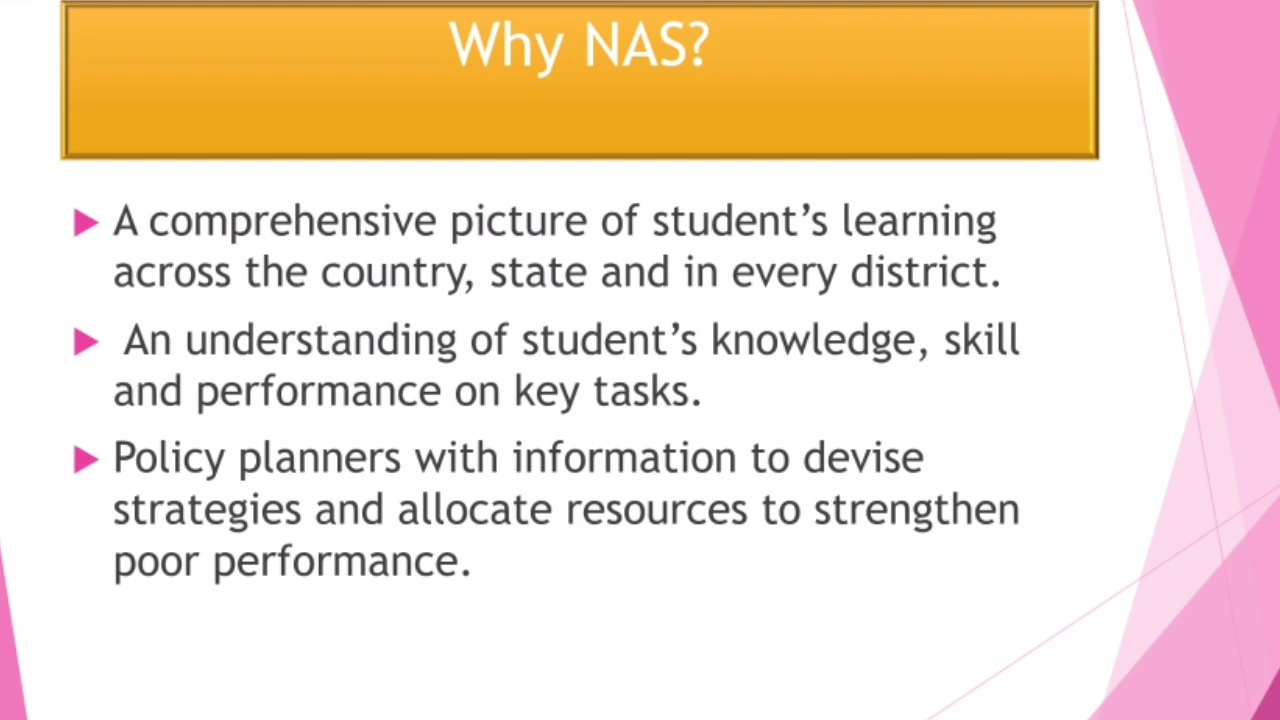 Why NAS?
A comprehensive picture of student’s learning
across the country, state and in every district.
An understanding of student’s knowledge, skill
and performance on key tasks.
Policy planners with information to devise
strategies and allocate resources to strengthen
poor performance.